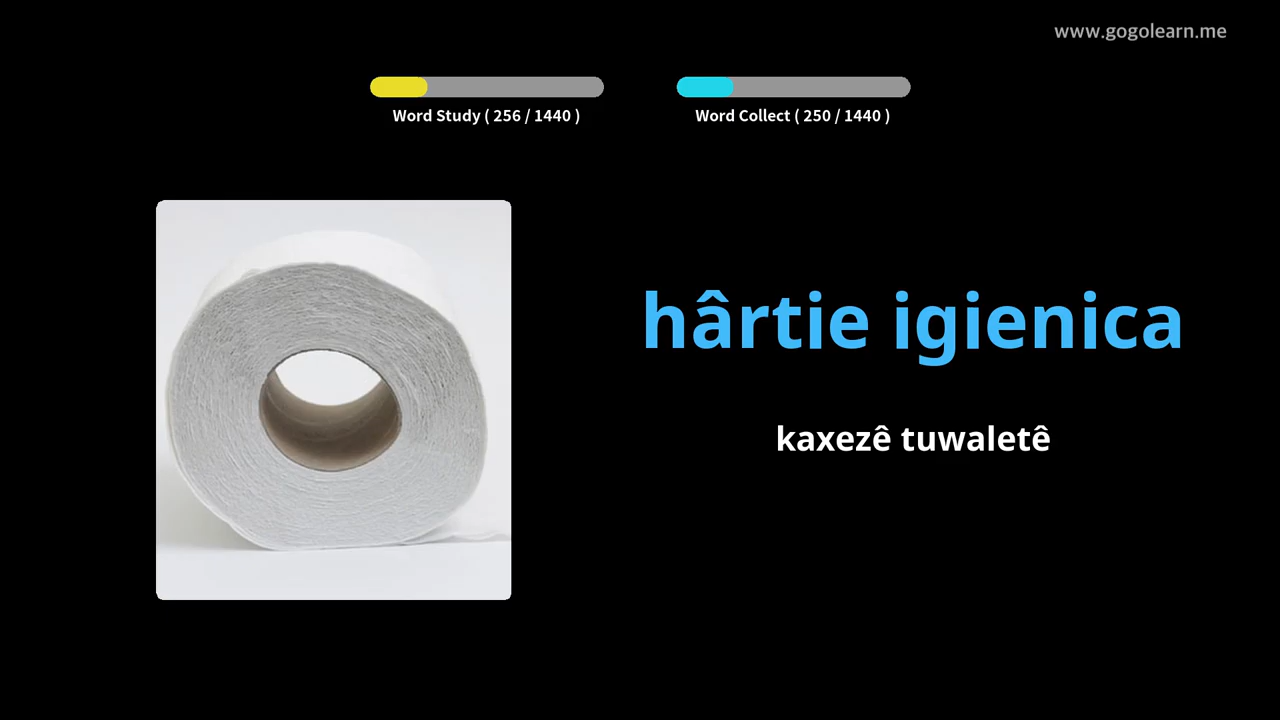 www.gogolearn.me
Word Study ( 256 / 1440 )
Word Collect ( 250 / 1440 )
hârtie igienica
kaxezê tuwaletê